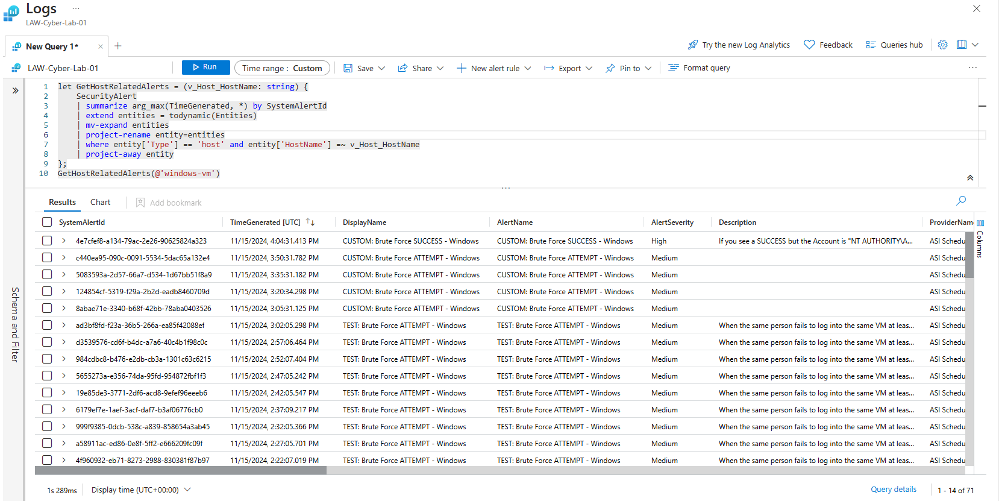 Logs ...
LAW-Cyber-Lab-01
New Query 1*
Try the new Log Analytics Feedback Queries hub
LAW-Cyber-Lab-01 Run Time range : Custom Save Share New alert rule Export Pin to Format query ...
1 let GetHostRelatedAlerts = (v_Host_HostName: string) {
2 SecurityAlert
3 | summarize arg_max(TimeGenerated, *) by SystemAlertId
4 | extend entities = todynamic(Entities)
5 | mv-expand entities
6 | project-rename entity=entities
7 | where entity['Type'] == 'host' and entity['HostName'] =~ v_Host_HostName
8 | project-away entity
9 };
10 GetHostRelatedAlerts(@'windows-vm')
Schema and Filter
Results Chart Add bookmark
SystemAlertId TimeGenerated [UTC] DisplayName AlertName AlertSeverity Description ProviderNam
Columns
4e7cfef8-a134-79ac-2e26-90625824a323 11/15/2024, 4:04:31.413 PM CUSTOM: Brute Force SUCCESS - Windows CUSTOM: Brute Force SUCCESS - Windows High If you see a SUCCESS but the Account is "NT AUTHORITY\A... ASI Schedu
c440ea95-090c-0091-5534-5dac65a132e4 11/15/2024, 3:50:31.782 PM CUSTOM: Brute Force ATTEMPT - Windows CUSTOM: Brute Force ATTEMPT - Windows Medium ASI Schedu
5083593a-2d57-66a7-d534-1d67bb51f8a9 11/15/2024, 3:35:31.182 PM CUSTOM: Brute Force ATTEMPT - Windows CUSTOM: Brute Force ATTEMPT - Windows Medium ASI Schedu
124854cf-5319-f29a-2b2d-eadb8460709d 11/15/2024, 3:20:34.298 PM CUSTOM: Brute Force ATTEMPT - Windows CUSTOM: Brute Force ATTEMPT - Windows Medium ASI Schedu
8abae71e-3340-b68f-42bb-78aba0403526 11/15/2024, 3:05:31.125 PM CUSTOM: Brute Force ATTEMPT - Windows CUSTOM: Brute Force ATTEMPT - Windows Medium ASI Schedu
ad3bf8fd-f23a-36b5-266a-ea85f42088ef 11/15/2024, 3:02:05.298 PM TEST: Brute Force ATTEMPT - Windows TEST: Brute Force ATTEMPT - Windows Medium When the same person fails to log into the same VM at leas... ASI Schedu
d3539576-cd6f-b4dc-a7a6-40c4b1f98c0c 11/15/2024, 2:57:06.464 PM TEST: Brute Force ATTEMPT - Windows TEST: Brute Force ATTEMPT - Windows Medium When the same person fails to log into the same VM at leas... ASI Schedu
984cdbc8-b476-e2db-cb3a-1301c63c6215 11/15/2024, 2:52:07.404 PM TEST: Brute Force ATTEMPT - Windows TEST: Brute Force ATTEMPT - Windows Medium When the same person fails to log into the same VM at leas... ASI Schedu
5655273a-e356-74da-95fd-954872fbf1f3 11/15/2024, 2:47:05.242 PM TEST: Brute Force ATTEMPT - Windows TEST: Brute Force ATTEMPT - Windows Medium When the same person fails to log into the same VM at leas... ASI Schedu
19e85de3-3771-2df6-acd8-9efef96eeeb6 11/15/2024, 2:42:05.547 PM TEST: Brute Force ATTEMPT - Windows TEST: Brute Force ATTEMPT - Windows Medium When the same person fails to log into the same VM at leas... ASI Schedu
6179ef7e-1aef-3acf-daf7-b3af06776cb0 11/15/2024, 2:37:09.217 PM TEST: Brute Force ATTEMPT - Windows TEST: Brute Force ATTEMPT - Windows Medium When the same person fails to log into the same VM at leas... ASI Schedu
999f9385-0dcb-538c-a839-858654a3ab45 11/15/2024, 2:32:05.366 PM TEST: Brute Force ATTEMPT - Windows TEST: Brute Force ATTEMPT - Windows Medium When the same person fails to log into the same VM at leas... ASI Schedu
a58911ac-ed86-0e8f-5ff2-e666209fc09f 11/15/2024, 2:27:05.701 PM TEST: Brute Force ATTEMPT - Windows TEST: Brute Force ATTEMPT - Windows Medium When the same person fails to log into the same VM at leas... ASI Schedu
4f960932-eb71-8273-2988-830381f87b97 11/15/2024, 2:22:07.019 PM TEST: Brute Force ATTEMPT - Windows TEST: Brute Force ATTEMPT - Windows Medium When the same person fails to log into the same VM at leas... ASI Schedu
1s 289ms Display time (UTC+00:00) Query details 1 - 14 of 71